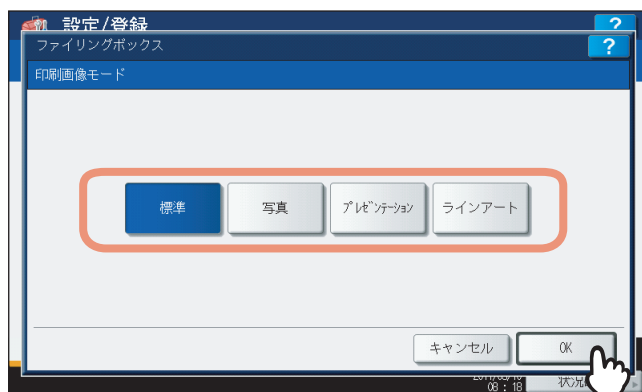 設定/登録 ?
ファイリングボックス ?
印刷画像モード
標準 写真 ﾌﾟﾚｾﾞﾝﾃｰｼｮﾝ ラインアート
キャンセル OK
08 : 18 状況